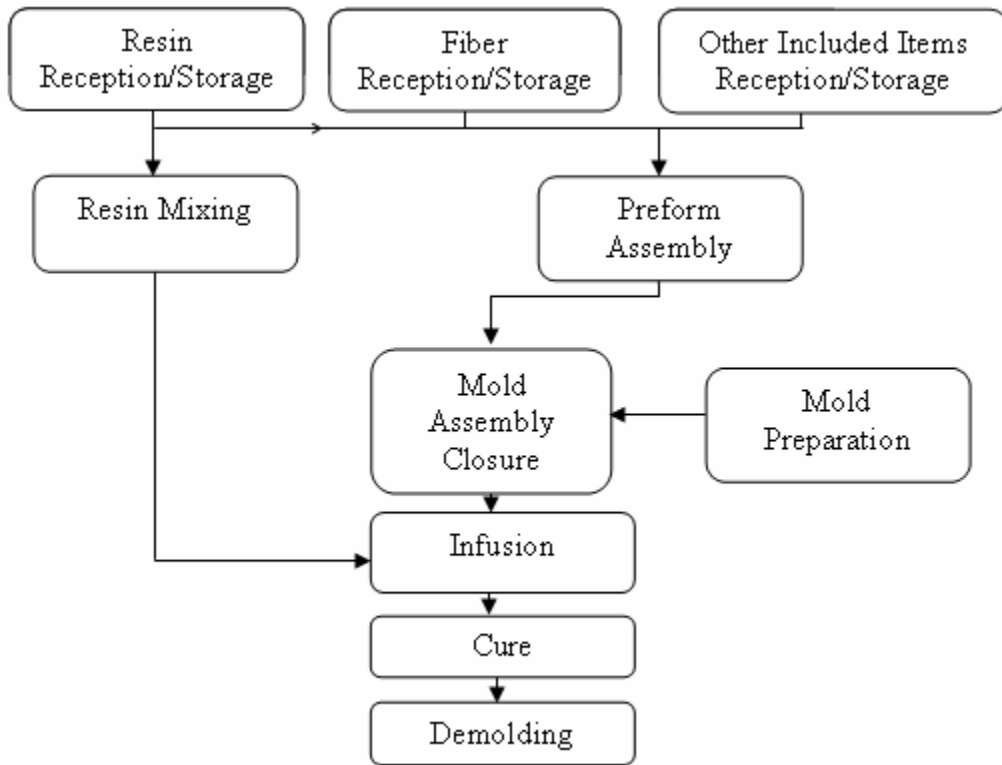 Resin
Reception/Storage
Fiber
Reception/Storage
Other Included Items
Reception/Storage
Resin Mixing
Preform
Assembly
Mold
Assembly
Closure
Mold
Preparation
Infusion
Cure
Demolding